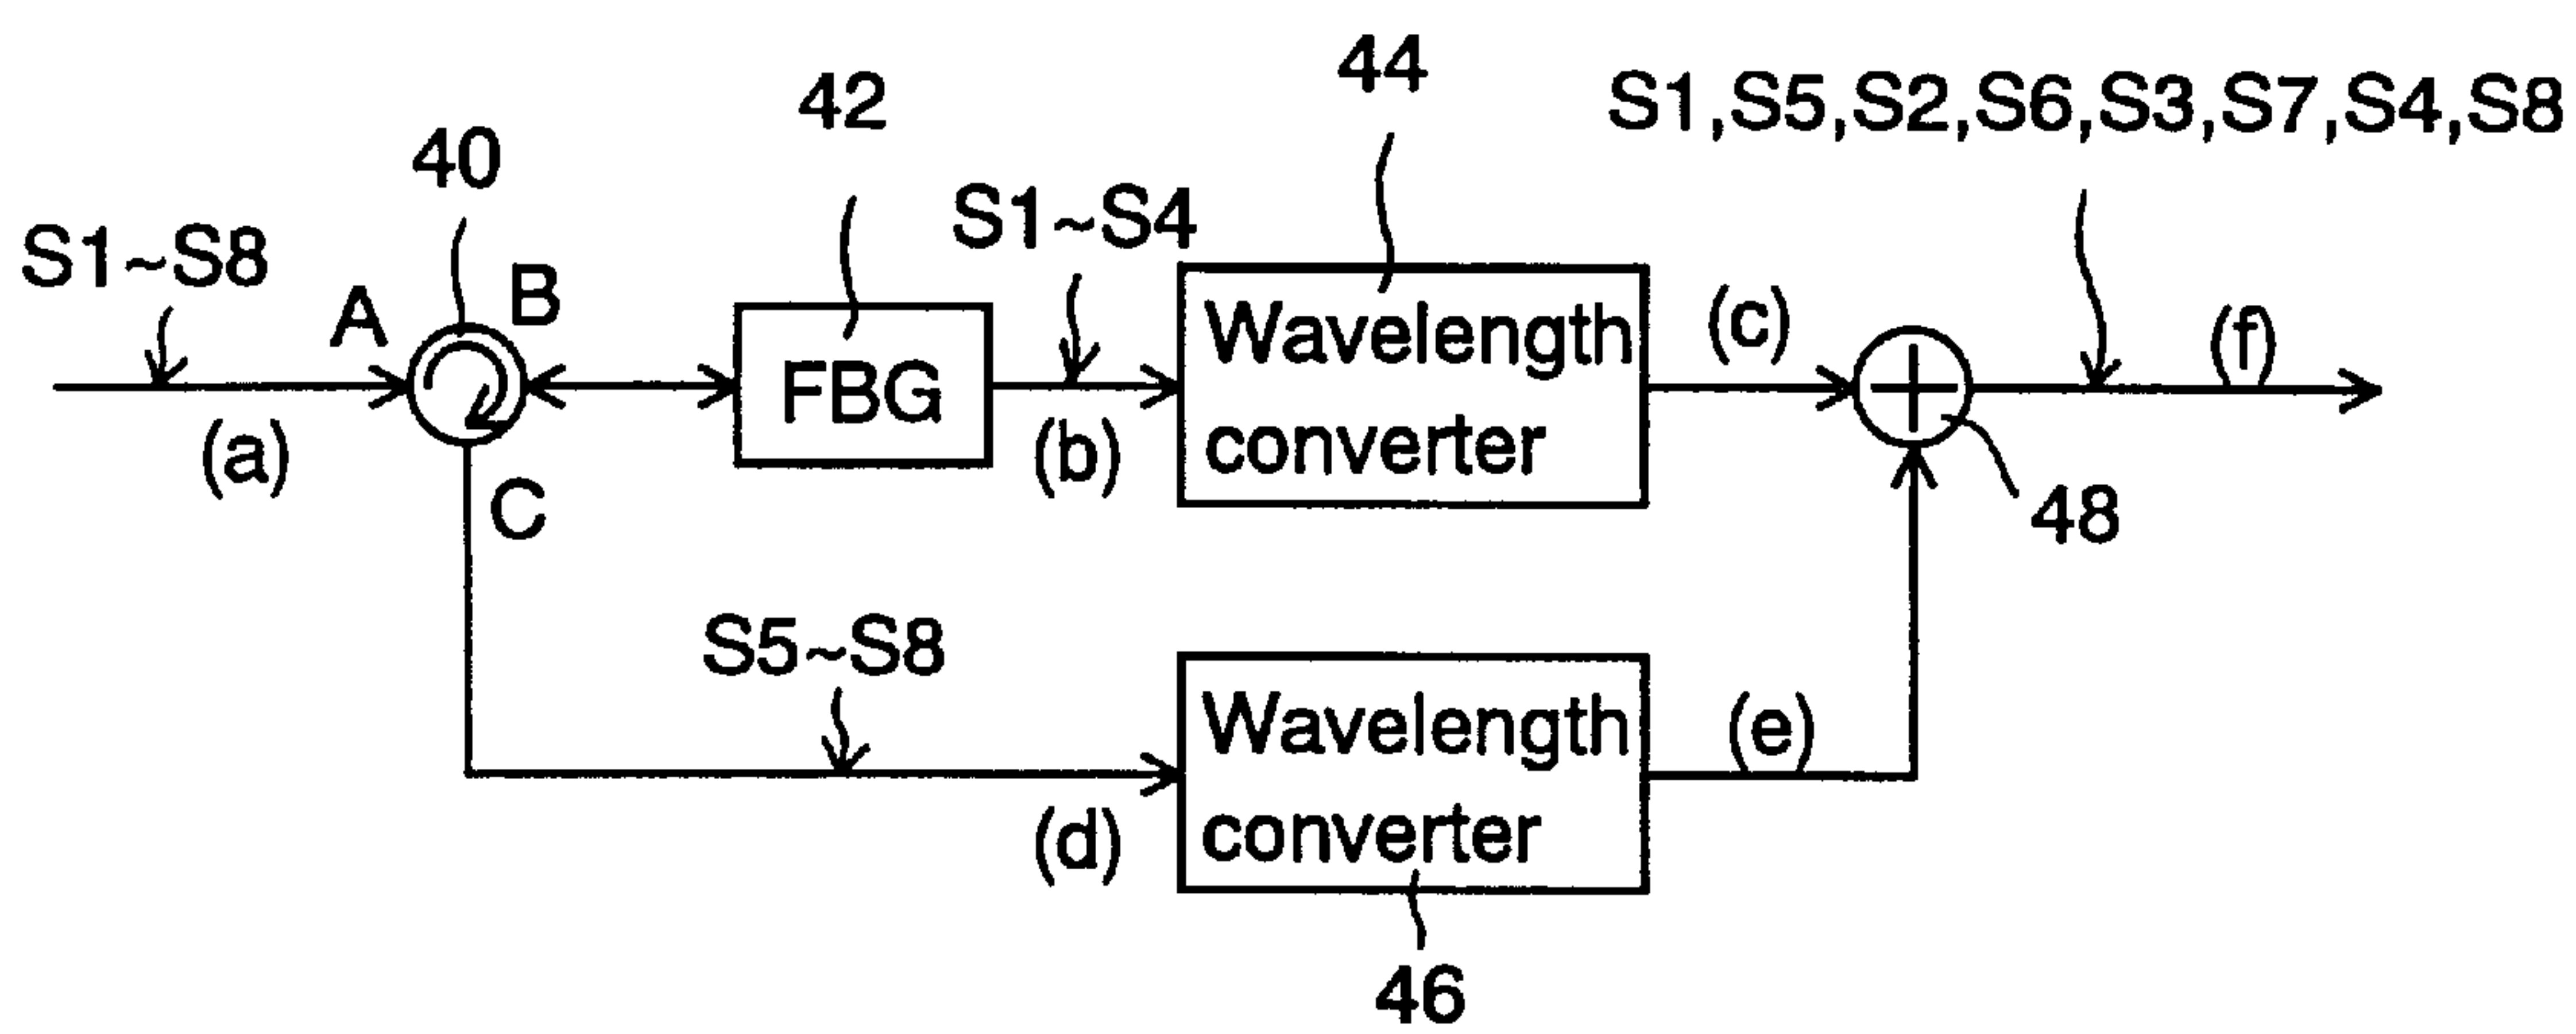 44
42
S1,S5,S2,S6,S3,S7,S4,S8
40
S1~S4
S1~S8
A
B
(c)
(f)
Wavelength
converter
FBG
(a)
(b)
C
48
S5~S8
Wavelength
converter
(e)
(d)
46